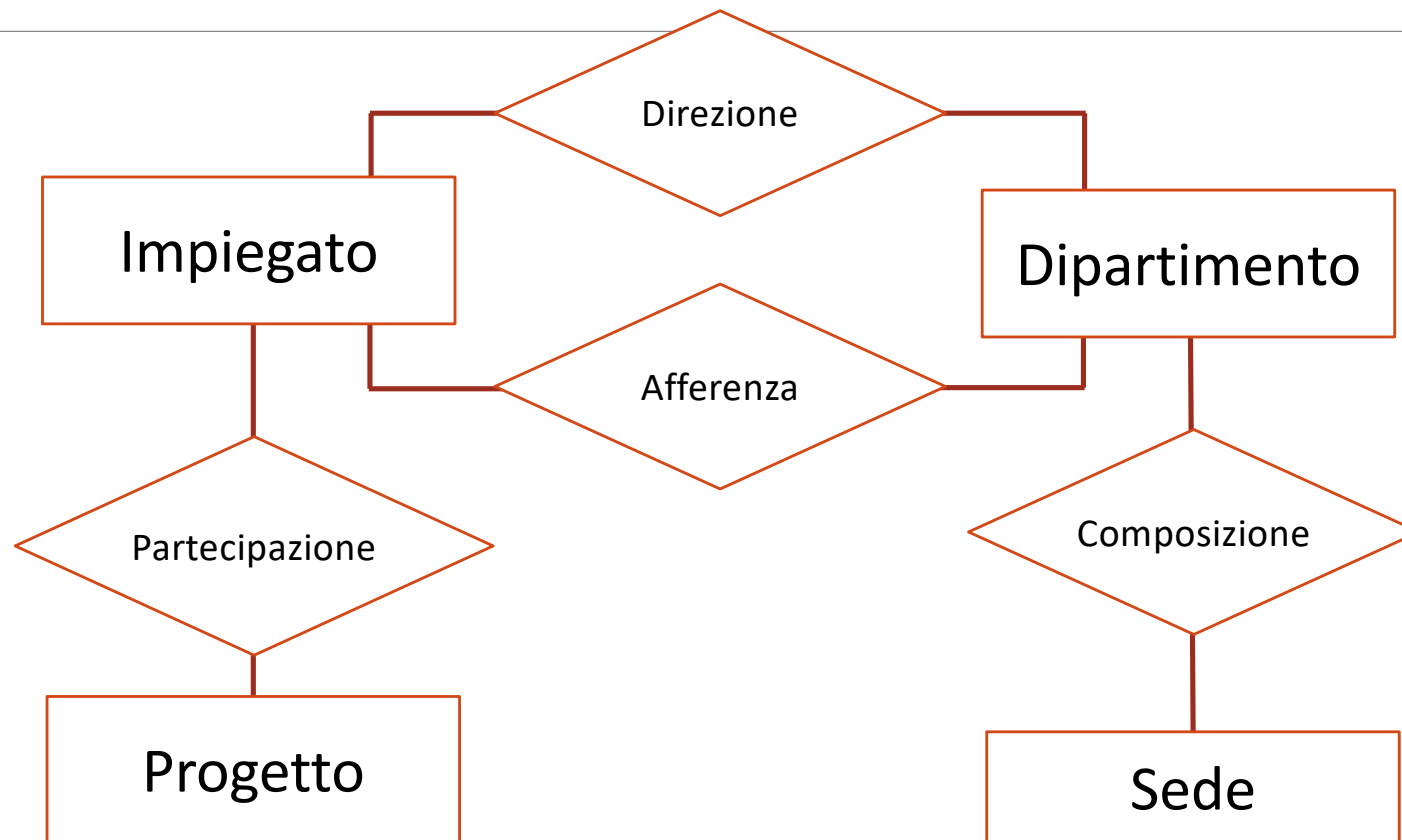 Direzione
Impiegato
Dipartimento
Afferenza
Partecipazione
Composizione
Progetto
Sede